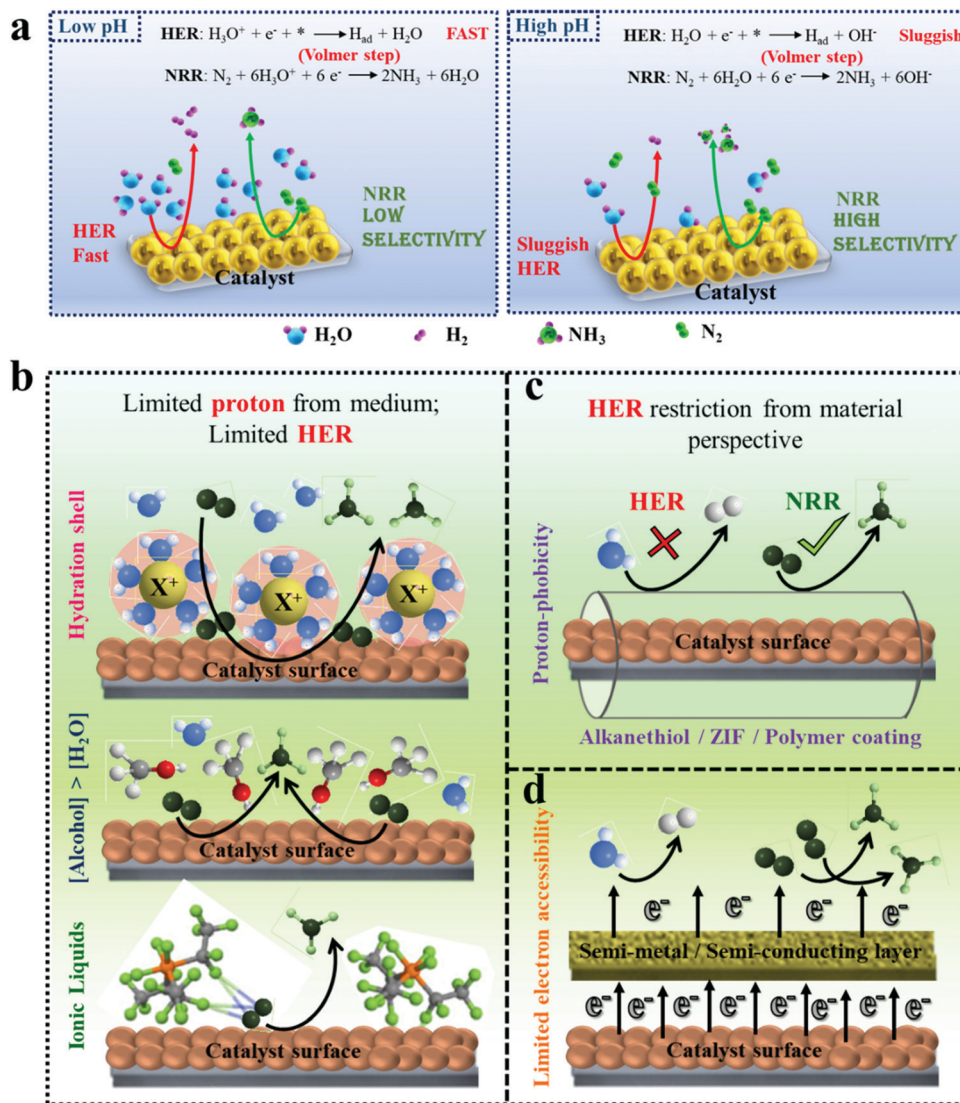 a
Low pH
HER: H₃O⁺ + e⁻ + * ⟶ H_ad + H₂O FAST
(Volmer step)
NRR: N₂ + 6H₃O⁺ + 6 e⁻ ⟶ 2NH₃ + 6H₂O
HER
Fast
NRR
LOW
SELECTIVITY
Catalyst
High pH
HER: H₂O + e⁻ + * ⟶ H_ad + OH⁻ Sluggish
(Volmer step)
NRR: N₂ + 6H₂O + 6 e⁻ ⟶ 2NH₃ + 6OH⁻
Sluggish
HER
NRR
HIGH
SELECTIVITY
Catalyst
H₂O H₂ NH₃ N₂
b
Limited proton from medium;
Limited HER
Hydration shell
X⁺ X⁺ X⁺
Catalyst surface
[Alcohol] > [H₂O]
Catalyst surface
Ionic Liquids
Catalyst surface
c
HER restriction from material
perspective
HER NRR
Proton-phobicity
Catalyst surface
Alkanethiol / ZIF / Polymer coating
d
Limited electron accessibility
e⁻ e⁻ e⁻ e⁻
Semi-metal / Semi-conducting layer
e⁻ e⁻ e⁻ e⁻ e⁻ e⁻ e⁻
Catalyst surface